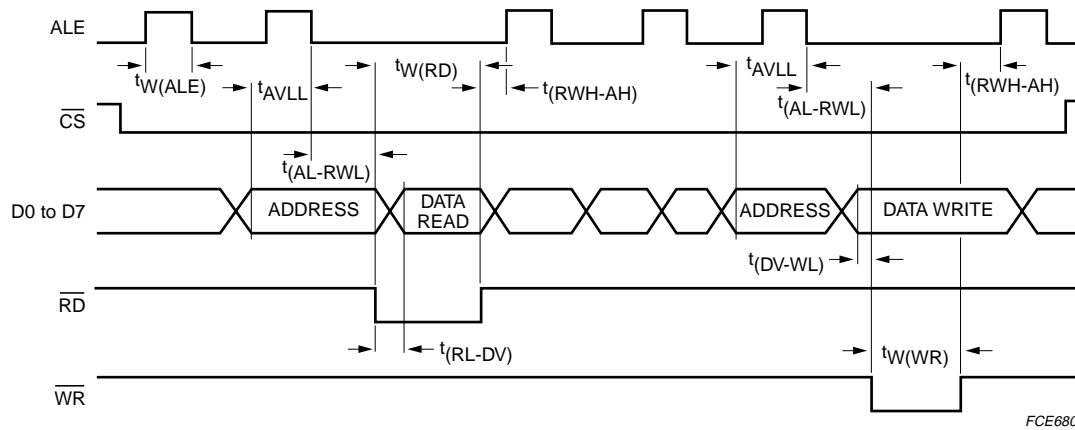 ALE
tW(ALE)
tAVLL
tW(RD)
t(RWH-AH)
tAVLL
t(AL-RWL)
t(RWH-AH)
CS
t(AL-RWL)
D0 to D7
ADDRESS
DATA
READ
ADDRESS
DATA WRITE
t(DV-WL)
RD
t(RL-DV)
tW(WR)
WR
FCE680